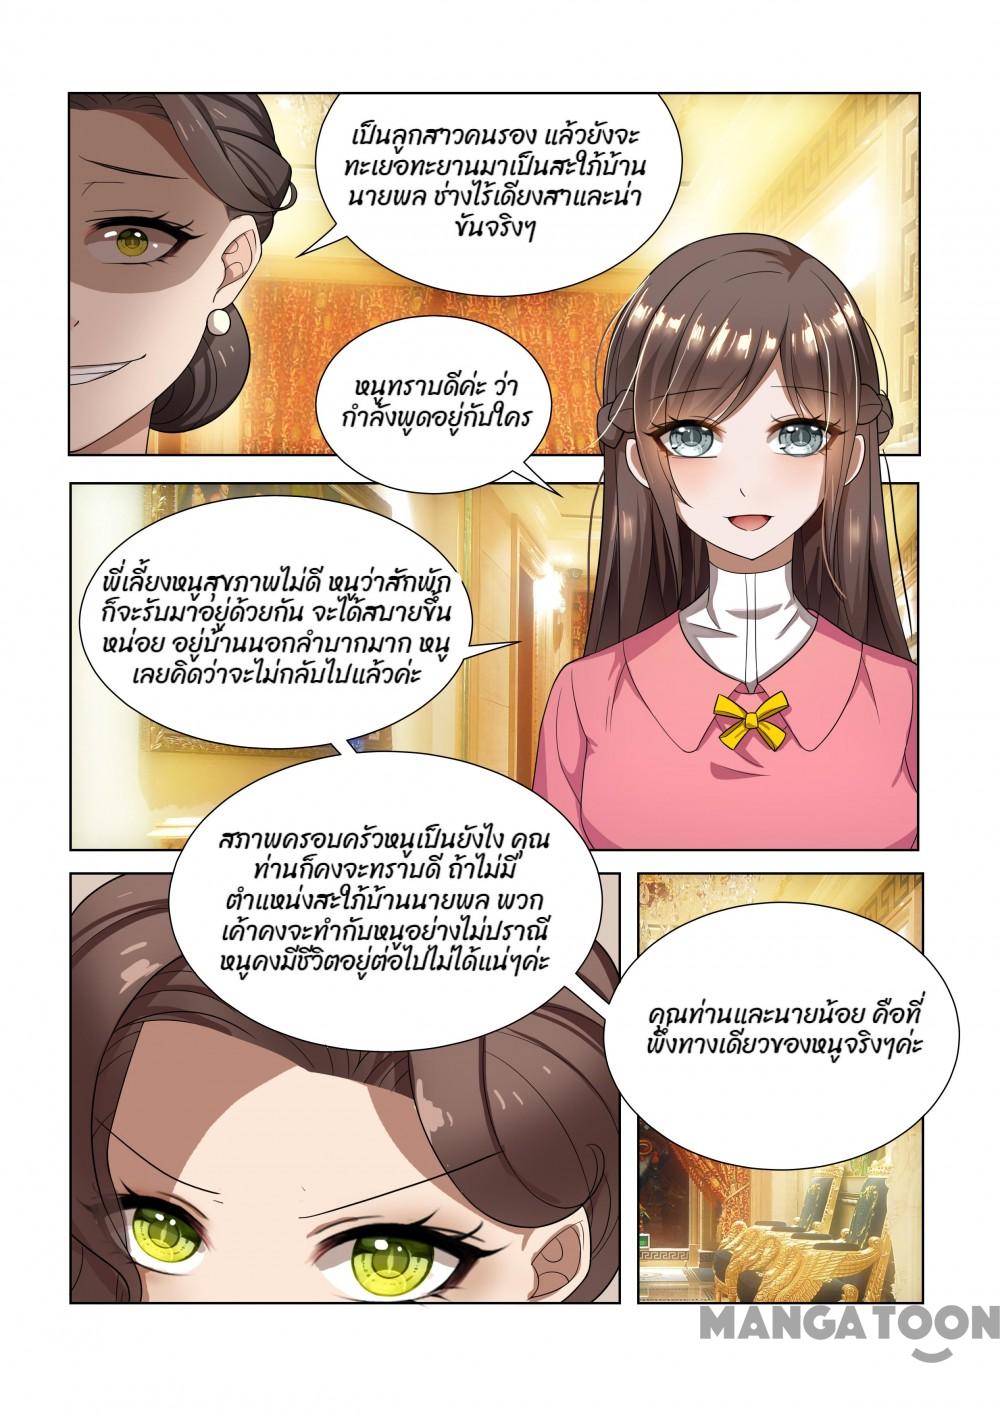 เป็นลูกสาวคนรอง แล้วยังจะ
ทะเยอทะยานมาเป็นสะใภ้บ้าน
นายพล ช่างไร้เดียงสาและน่า
ขันจริงๆ
หนูทราบดีค่ะ ว่า
กำลังพูดอยู่กับใคร
พี่เลี้ยงหนูสุขภาพไม่ดี หนูว่าสักพัก
ก็จะรับมาอยู่ด้วยกัน จะได้สบายขึ้น
หน่อย อยู่บ้านนอกลำบากมาก หนู
เลยคิดว่าจะไม่กลับไปแล้วค่ะ
สภาพครอบครัวหนูเป็นยังไง คุณ
ท่านก็คงจะทราบดี ถ้าไม่มี
ตำแหน่งสะใภ้บ้านนายพล พวก
เค้าคงจะทำกับหนูอย่างไม่ปราณี
หนูคงมีชีวิตอยู่ต่อไปไม่ได้แน่ๆค่ะ
คุณท่านและนายน้อย คือที่
พึ่งทางเดียวของหนูจริงๆค่ะ
MANGATOON